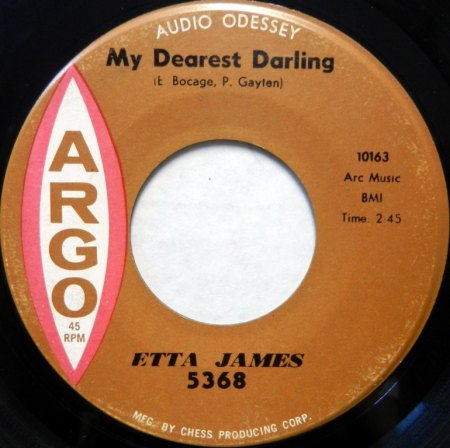 AUDIO ODESSEY
My Dearest Darling
(E. Bocage, P. Gayten)
ARGO
45
RPM
10163
Arc Music
BMI
Time: 2:45
ETTA JAMES
5368
MFG. BY CHESS PRODUCING CORP.